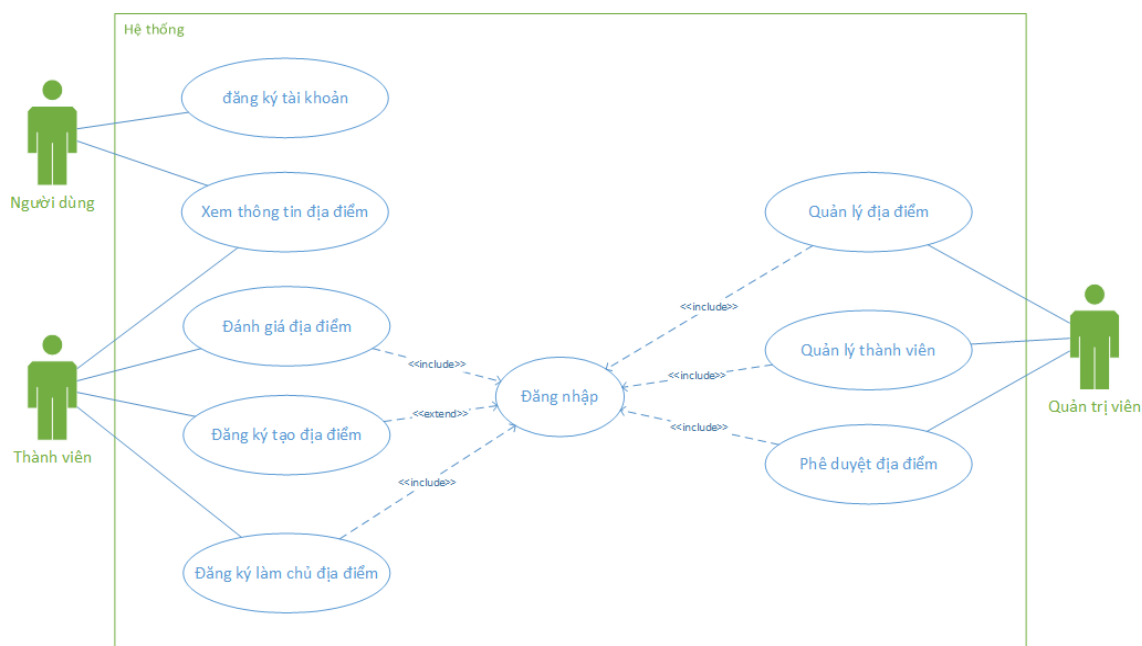 Hệ thống
đăng ký tài khoản
Người dùng
Xem thông tin địa điểm
Quản lý địa điểm
<<include>>
Đánh giá địa điểm
Quản lý thành viên
<<include>>
<<include>>
Đăng nhập
Quản trị viên
<<extend>>
<<include>>
Đăng ký tạo địa điểm
Thành viên
Phê duyệt địa điểm
<<include>>
Đăng ký làm chủ địa điểm